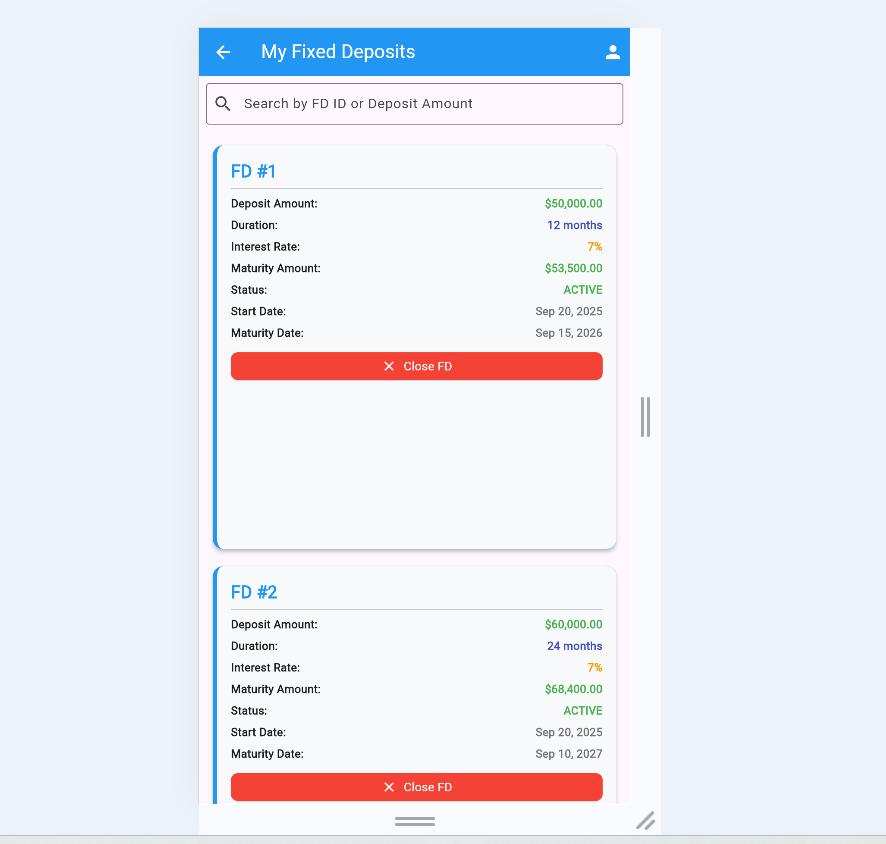 My Fixed Deposits
Search by FD ID or Deposit Amount
FD #1
Deposit Amount: $50,000.00
Duration: 12 months
Interest Rate: 7%
Maturity Amount: $53,500.00
Status: ACTIVE
Start Date: Sep 20, 2025
Maturity Date: Sep 15, 2026
Close FD
FD #2
Deposit Amount: $60,000.00
Duration: 24 months
Interest Rate: 7%
Maturity Amount: $68,400.00
Status: ACTIVE
Start Date: Sep 20, 2025
Maturity Date: Sep 10, 2027
Close FD